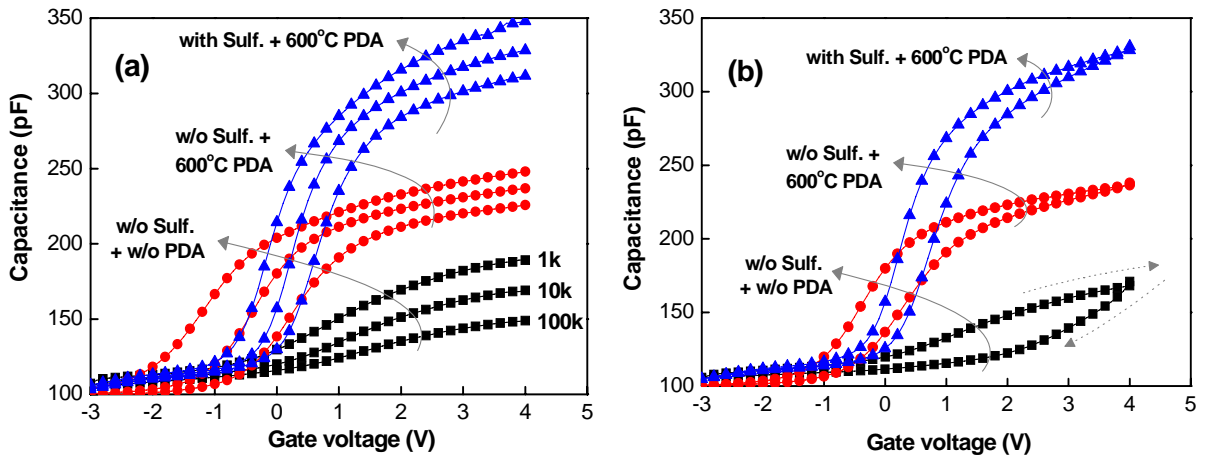 350
300
250
200
150
100
Capacitance (pF)
(a)
with Sulf. + 600°C PDA
w/o Sulf. +
600°C PDA
w/o Sulf.
+ w/o PDA
1k
10k
100k
-3 -2 -1 0 1 2 3 4 5
Gate voltage (V)
350
300
250
200
150
100
Capacitance (pF)
(b)
with Sulf. + 600°C PDA
w/o Sulf. +
600°C PDA
w/o Sulf.
+ w/o PDA
-3 -2 -1 0 1 2 3 4 5
Gate voltage (V)